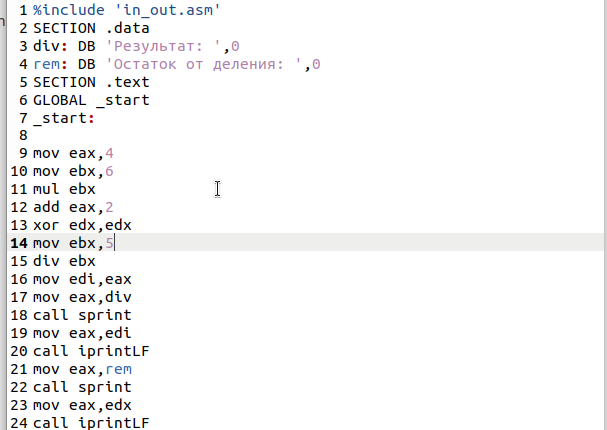 1 %include 'in_out.asm'
2 SECTION .data
3 div: DB 'Результат: ',0
4 rem: DB 'Остаток от деления: ',0
5 SECTION .text
6 GLOBAL _start
7 _start:
8
9 mov eax,4
10 mov ebx,6
11 mul ebx
12 add eax,2
13 xor edx,edx
14 mov ebx,5
15 div ebx
16 mov edi,eax
17 mov eax,div
18 call sprint
19 mov eax,edi
20 call iprintLF
21 mov eax,rem
22 call sprint
23 mov eax,edx
24 call iprintLF